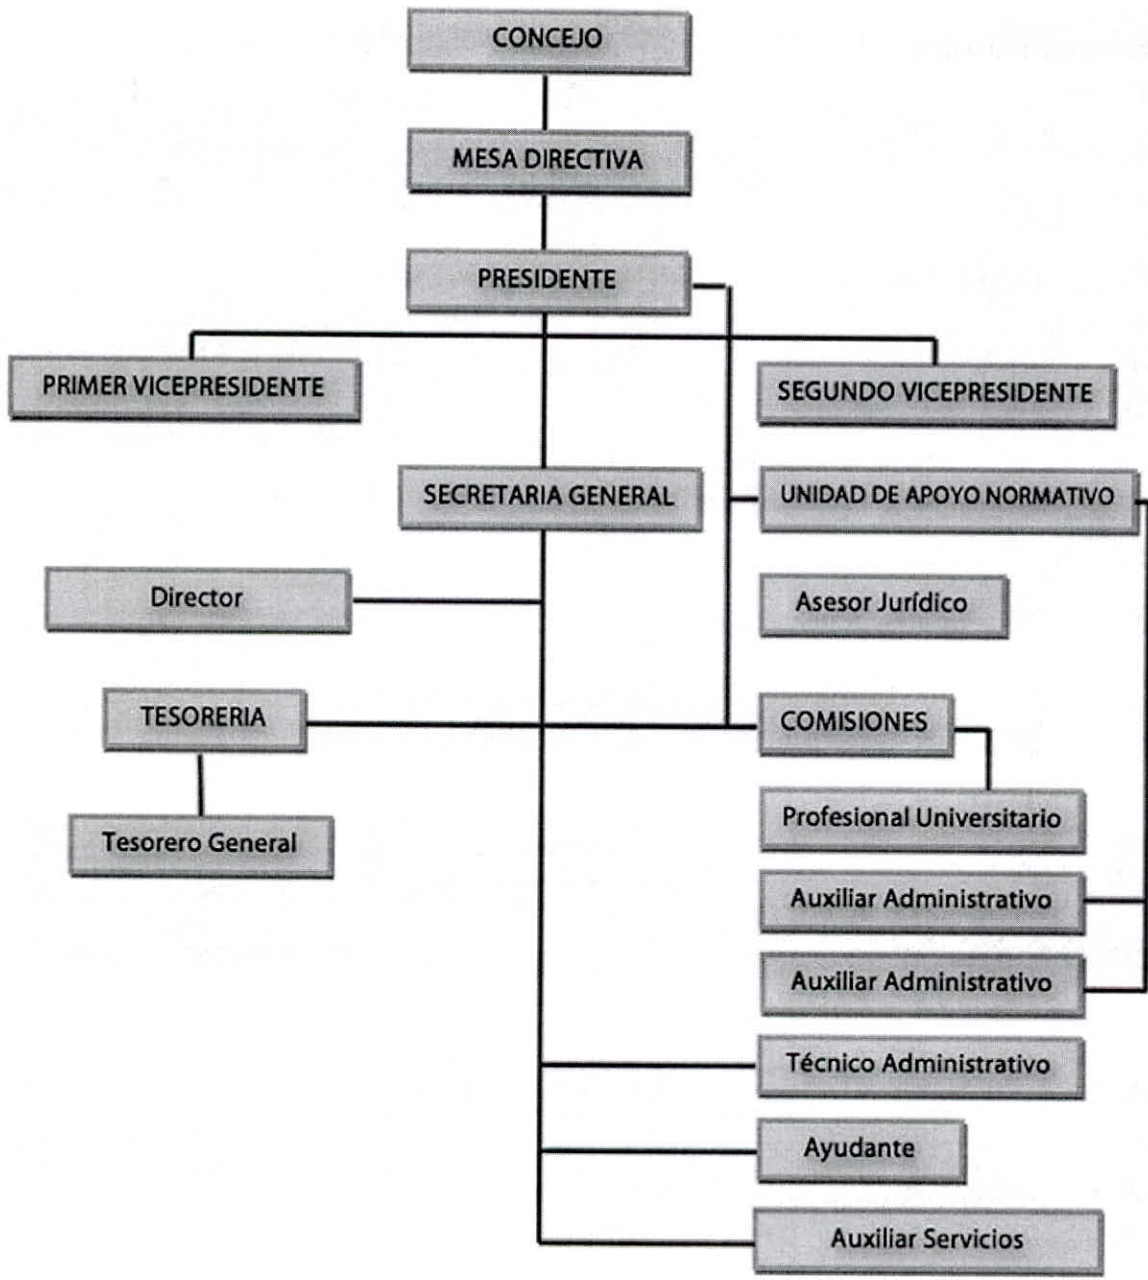 CONCEJO
MESA DIRECTIVA
PRESIDENTE
PRIMER VICEPRESIDENTE
SEGUNDO VICEPRESIDENTE
SECRETARIA GENERAL
UNIDAD DE APOYO NORMATIVO
Director
Asesor Jurídico
TESORERIA
COMISIONES
Tesorero General
Profesional Universitario
Auxiliar Administrativo
Auxiliar Administrativo
Técnico Administrativo
Ayudante
Auxiliar Servicios